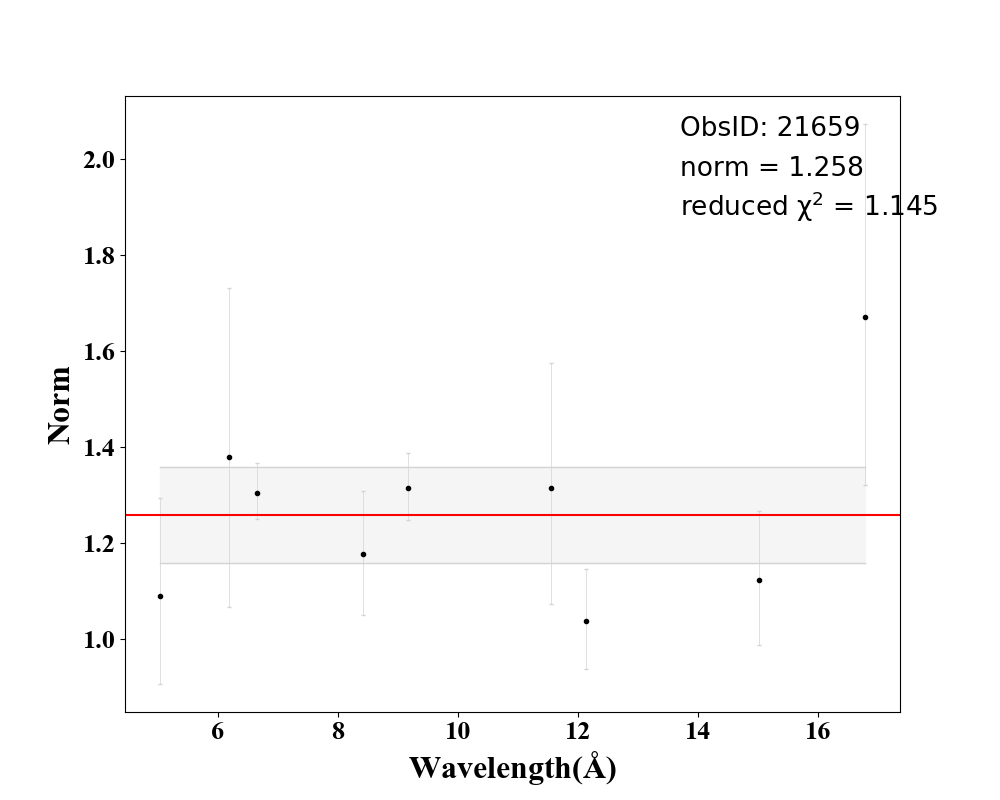 ObsID: 21659
norm = 1.258
reduced χ² = 1.145
2.0
1.8
1.6
1.4
1.2
1.0
Norm
6 8 10 12 14 16
Wavelength(Å)